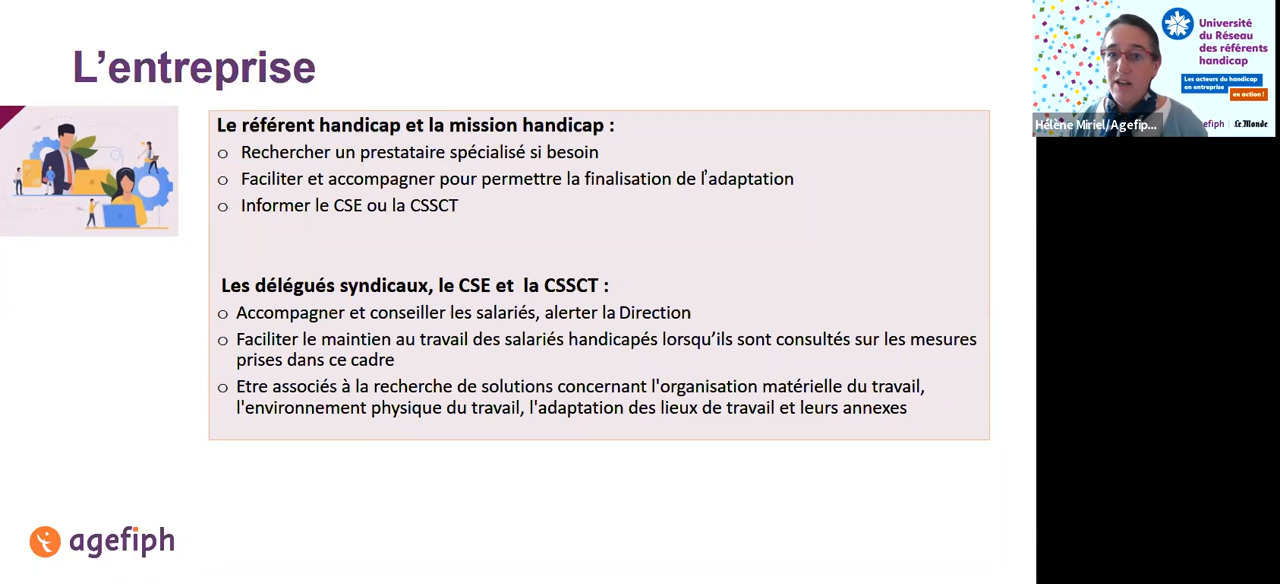 L’entreprise
Le référent handicap et la mission handicap :
o Rechercher un prestataire spécialisé si besoin
o Faciliter et accompagner pour permettre la finalisation de l’adaptation
o Informer le CSE ou la CSSCT
Les délégués syndicaux, le CSE et la CSSCT :
o Accompagner et conseiller les salariés, alerter la Direction
o Faciliter le maintien au travail des salariés handicapés lorsqu’ils sont consultés sur les mesures
prises dans ce cadre
o Etre associés à la recherche de solutions concernant l'organisation matérielle du travail,
l'environnement physique du travail, l'adaptation des lieux de travail et leurs annexes
agefiph
Université
du Réseau
des référents
handicap
Les acteurs du handicap
en entreprise
en action !
Hélène Miriel/Agefip...
efiph
Le Monde